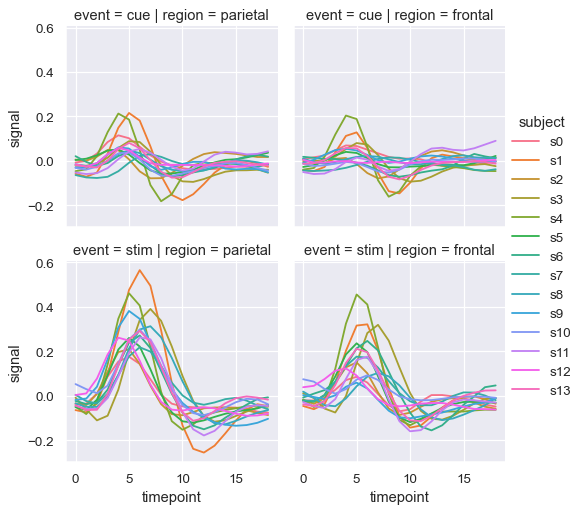 event = cue | region = parietal
event = cue | region = frontal
signal
0.6
0.4
0.2
0.0
−0.2
event = stim | region = parietal
event = stim | region = frontal
signal
0.6
0.4
0.2
0.0
−0.2
0
5
10
15
timepoint
0
5
10
15
timepoint
subject
s0
s1
s2
s3
s4
s5
s6
s7
s8
s9
s10
s11
s12
s13